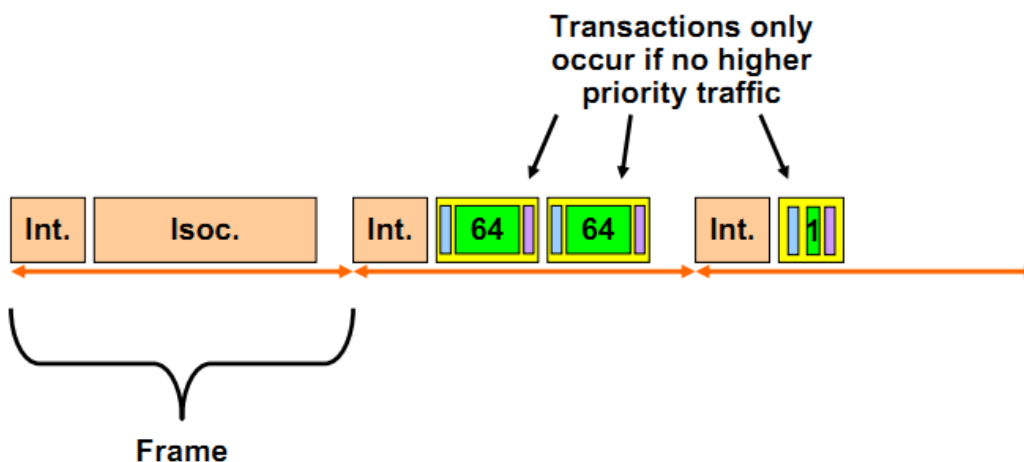 Transactions only
occur if no higher
priority traffic
Int. Isoc. Int. 64 64 Int. 1
Frame